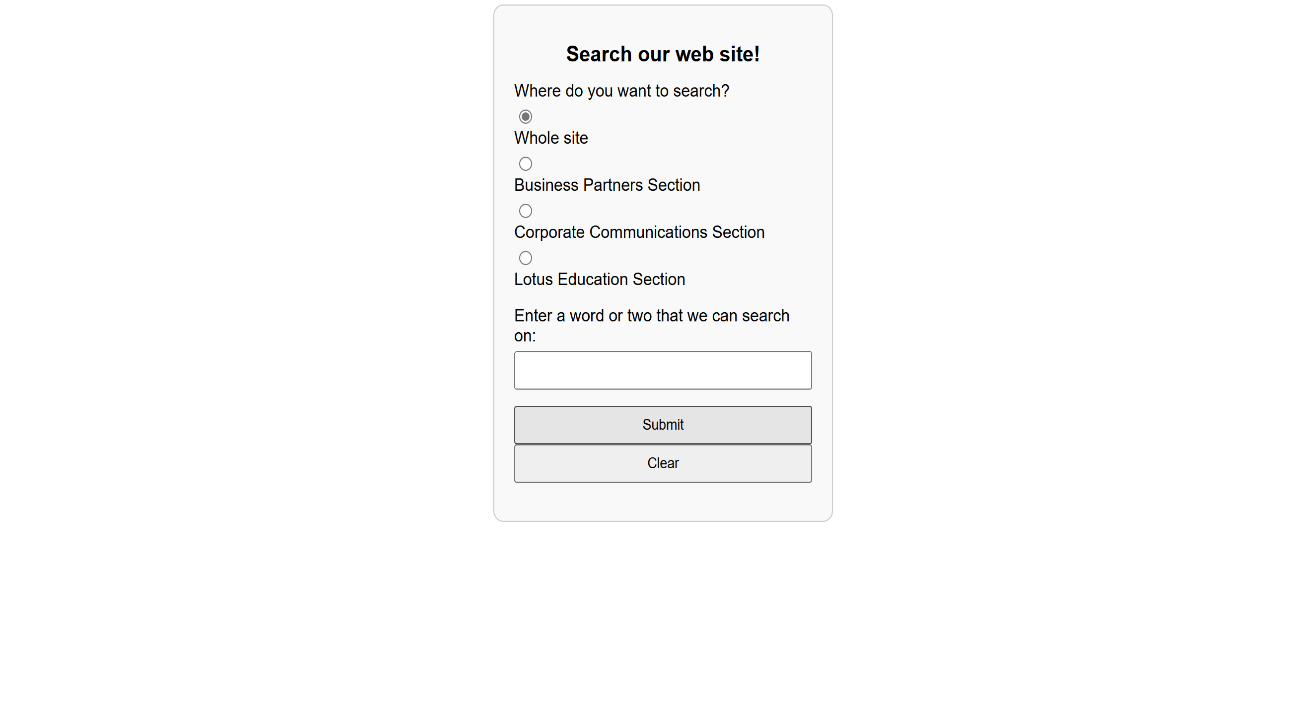 Search our web site!
Where do you want to search?
Whole site
Business Partners Section
Corporate Communications Section
Lotus Education Section
Enter a word or two that we can search
on:
Submit
Clear